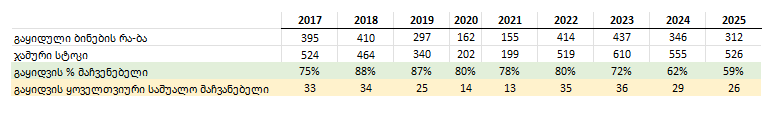 2017 2018 2019 2020 2021 2022 2023 2024 2025
გაყიდული ბინების რა-ბა 395 410 297 162 155 414 437 346 312
ჯამური სტოკი 524 464 340 202 199 519 610 555 526
გაყიდვის % მაჩვენებელი 75% 88% 87% 80% 78% 80% 72% 62% 59%
გაყიდვის ყოველთვიური სამუალო მაჩვანებელი 33 34 25 14 13 35 36 29 26